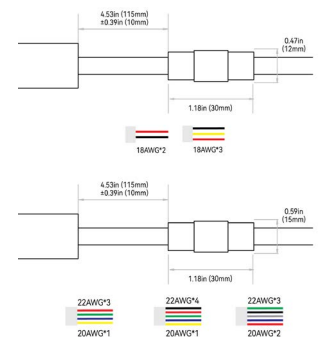 4.53in (115mm)
±0.39in (10mm)
0.47in
(12mm)
1.18in (30mm)
18AWG*2
18AWG*3
4.53in (115mm)
±0.39in (10mm)
0.59in
(15mm)
1.18in (30mm)
22AWG*3
22AWG*4
22AWG*3
20AWG*1
20AWG*1
20AWG*2